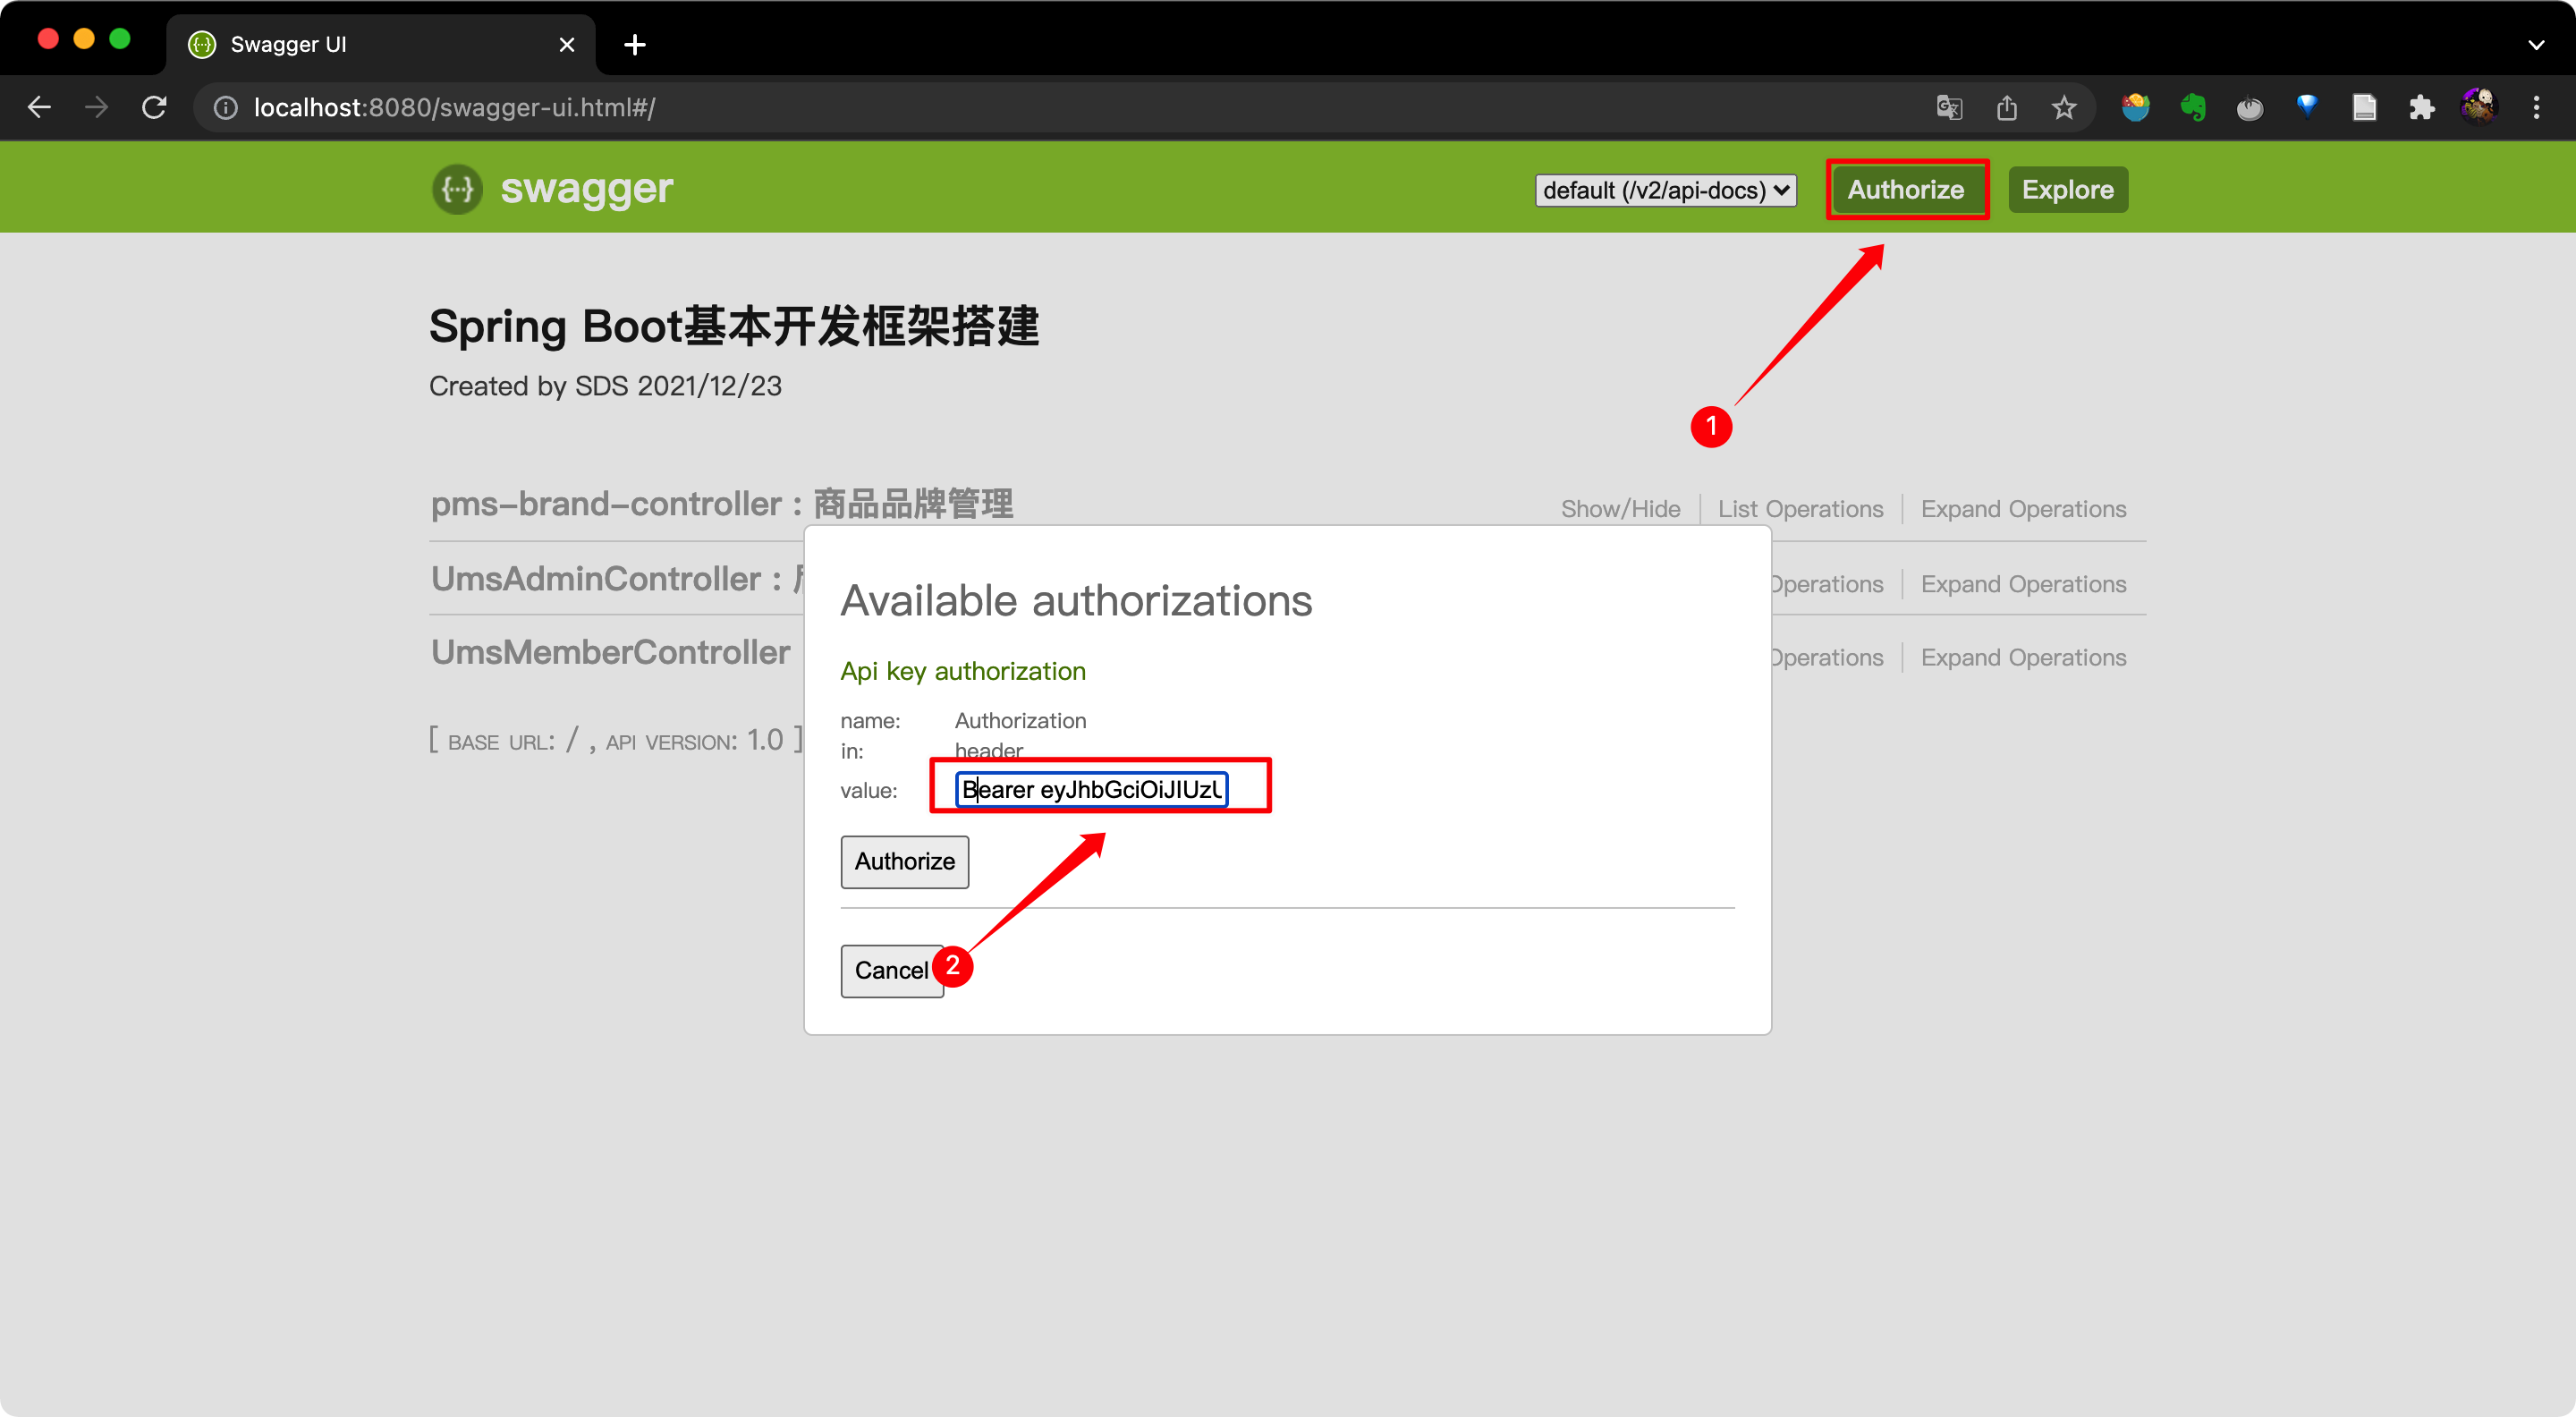 Swagger UI
localhost:8080/swagger-ui.html#/
swagger
default (/v2/api-docs)
Authorize
Explore
Spring Boot基本开发框架搭建
Created by SDS 2021/12/23
1
pms-brand-controller : 商品品牌管理
Show/Hide
List Operations
Expand Operations
UmsAdminController :
Operations
Expand Operations
UmsMemberController
Operations
Expand Operations
[ BASE URL: / , API VERSION: 1.0 ]
Available authorizations
Api key authorization
name: Authorization
in: header
value: Bearer eyJhbGciOiJIUzU
Authorize
Cancel
2